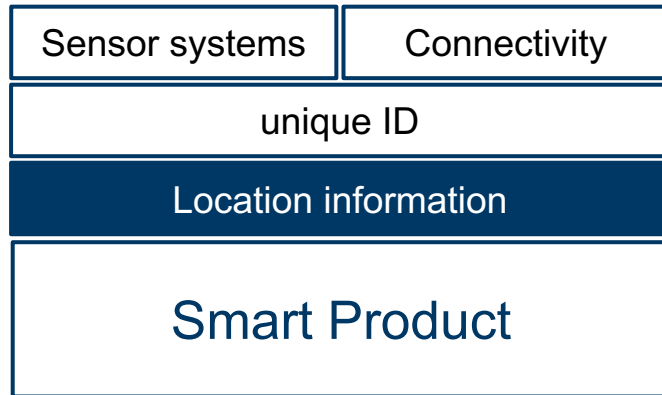 Sensor systems
Connectivity
unique ID
Location information
Smart Product